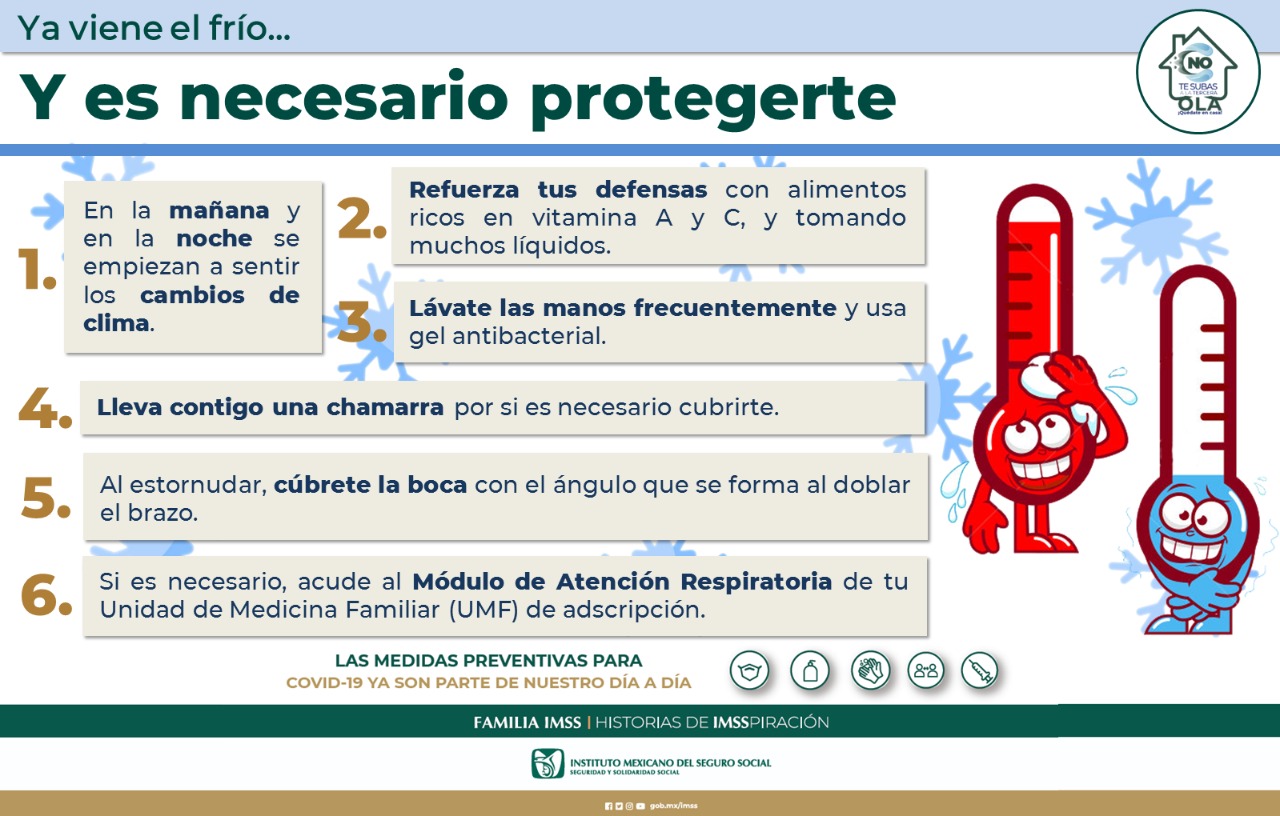 Ya viene el frío...
Y es necesario protegerte
NO
TE SUBAS
A LA TERCERA
OLA
¡Quédate en casa!
1.
En la mañana y
en la noche se
empiezan a sentir
los cambios de
clima.
2.
Refuerza tus defensas con alimentos
ricos en vitamina A y C, y tomando
muchos líquidos.
3.
Lávate las manos frecuentemente y usa
gel antibacterial.
4.
Lleva contigo una chamarra por si es necesario cubrirte.
5.
Al estornudar, cúbrete la boca con el ángulo que se forma al doblar
el brazo.
6.
Si es necesario, acude al Módulo de Atención Respiratoria de tu
Unidad de Medicina Familiar (UMF) de adscripción.
LAS MEDIDAS PREVENTIVAS PARA
COVID-19 YA SON PARTE DE NUESTRO DÍA A DÍA
FAMILIA IMSS | HISTORIAS DE IMSSPIRACIÓN
INSTITUTO MEXICANO DEL SEGURO SOCIAL
SEGURIDAD Y SOLIDARIDAD SOCIAL
gob.mx/imss